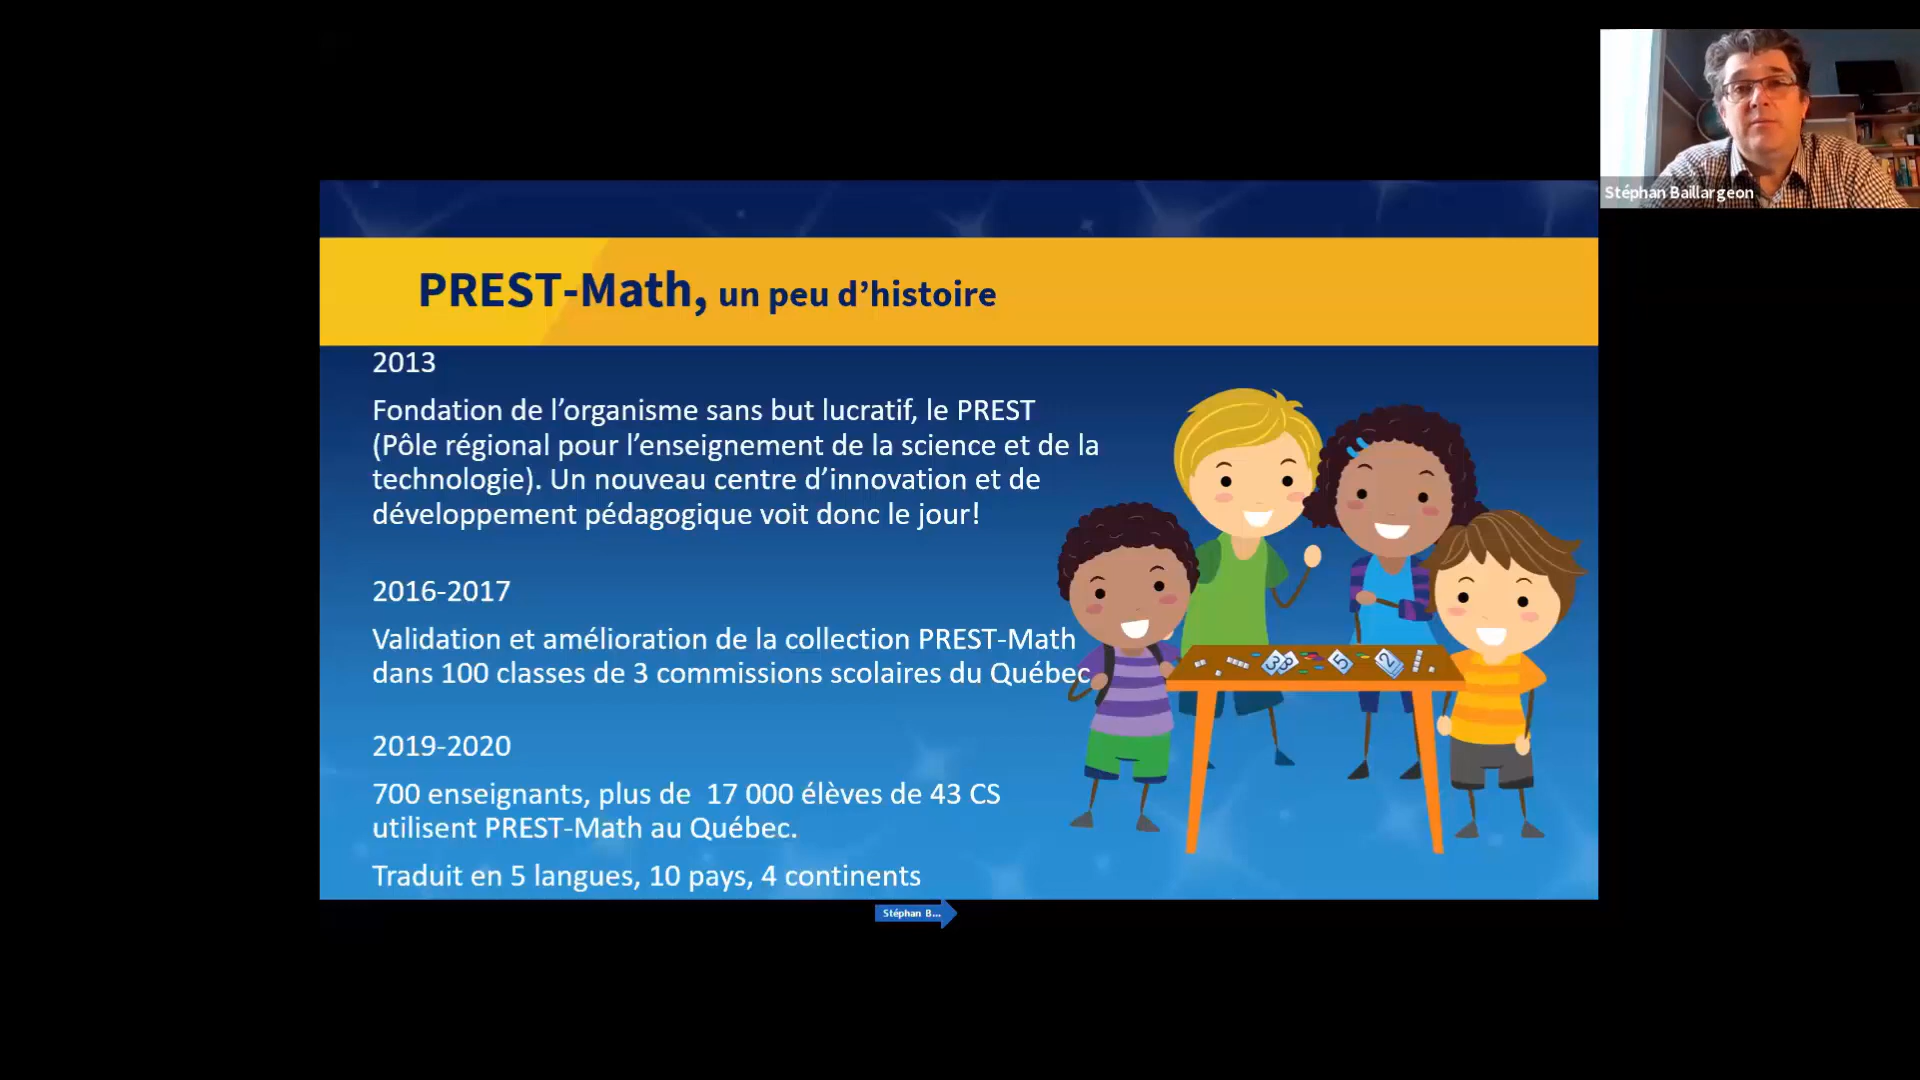 Stéphan Baillargeon
PREST-Math, un peu d’histoire
2013
Fondation de l’organisme sans but lucratif, le PREST
(Pôle régional pour l’enseignement de la science et de la
technologie). Un nouveau centre d’innovation et de
développement pédagogique voit donc le jour!
2016-2017
Validation et amélioration de la collection PREST-Math
dans 100 classes de 3 commissions scolaires du Québec
2019-2020
700 enseignants, plus de  17 000 élèves de 43 CS
utilisent PREST-Math au Québec.
Traduit en 5 langues, 10 pays, 4 continents
3 8 5 2
Stéphan B...